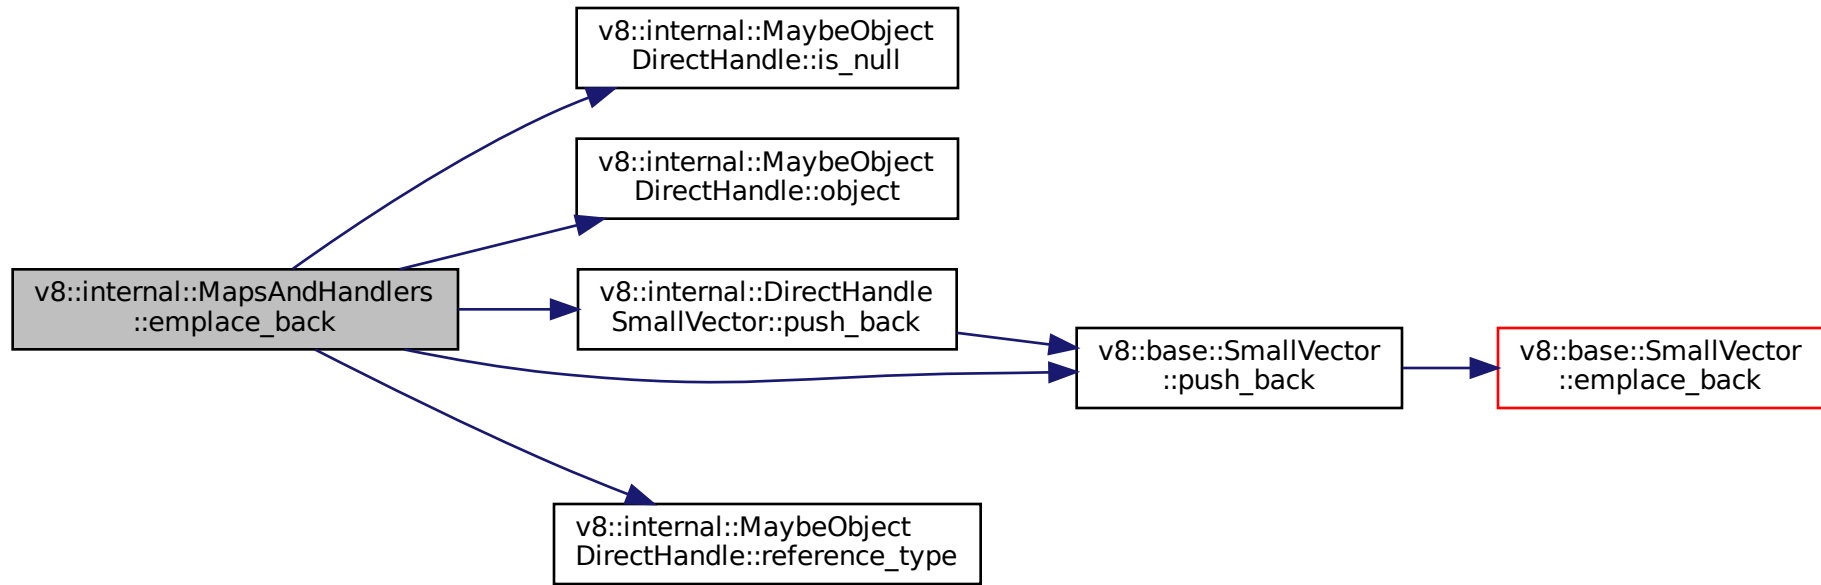 v8::internal::MaybeObject
DirectHandle::is_null
v8::internal::MaybeObject
DirectHandle::object
v8::internal::MapsAndHandlers
::emplace_back
v8::internal::DirectHandle
SmallVector::push_back
v8::base::SmallVector
::push_back
v8::base::SmallVector
::emplace_back
v8::internal::MaybeObject
DirectHandle::reference_type